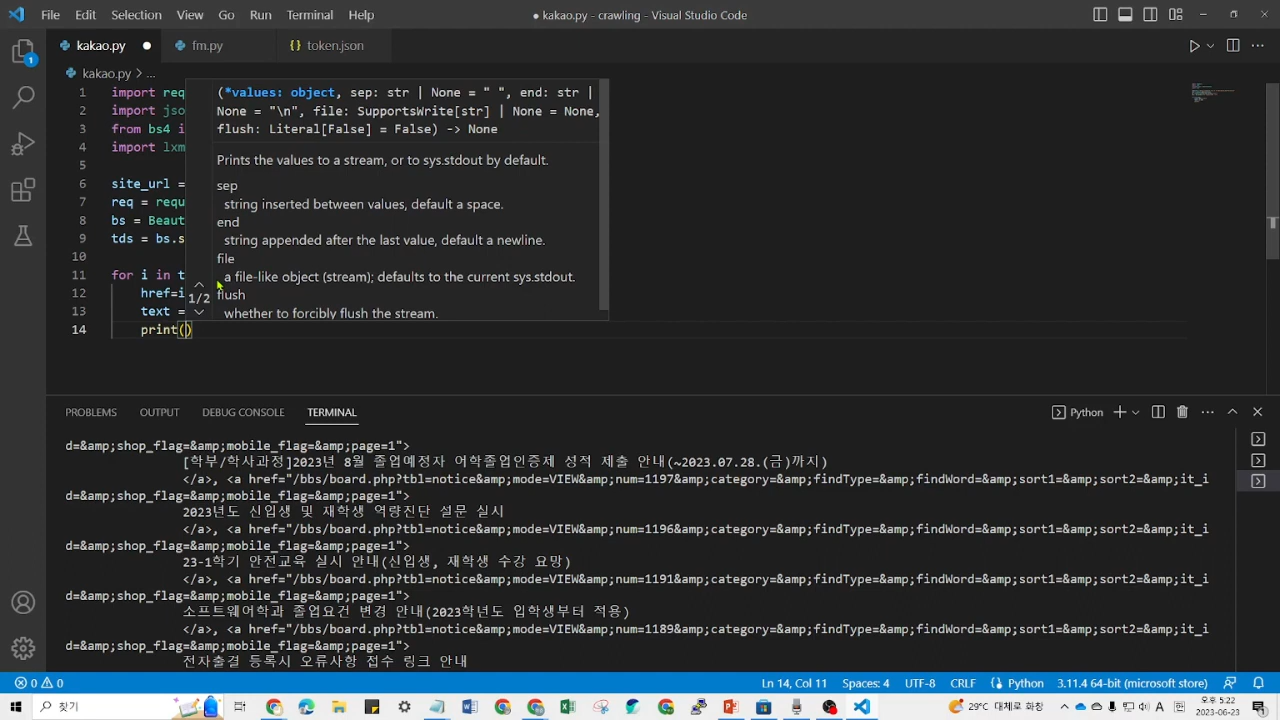 File Edit Selection View Go Run Terminal Help
● kakao.py - crawling - Visual Studio Code
kakao.py ● fm.py {} token.json
kakao.py > ...
1 import req
2 import jso
3 from bs4 i
4 import lxm
5
6 site_url =
7 req = requ
8 bs = Beaut
9 tds = bs.s
10
11 for i in t
12 href=i
13 text =
14 print()
(*values: object, sep: str | None = " ", end: str |
None = "\n", file: SupportsWrite[str] | None = None,
flush: Literal[False] = False) -> None
Prints the values to a stream, or to sys.stdout by default.
sep
string inserted between values, default a space.
end
string appended after the last value, default a newline.
file
a file-like object (stream); defaults to the current sys.stdout.
1/2
flush
whether to forcibly flush the stream.
PROBLEMS OUTPUT DEBUG CONSOLE TERMINAL
Python
d=&amp;shop_flag=&amp;mobile_flag=&amp;page=1">
[학부/학사과정]2023년 8월 졸업예정자 어학졸업인증제 성적 제출 안내(~2023.07.28.(금)까지)
</a>, <a href="/bbs/board.php?tbl=notice&amp;mode=VIEW&amp;num=1197&amp;category=&amp;findType=&amp;findWord=&amp;sort1=&amp;sort2=&amp;it_i
d=&amp;shop_flag=&amp;mobile_flag=&amp;page=1">
2023년도 신입생 및 재학생 역량진단 설문 실시
</a>, <a href="/bbs/board.php?tbl=notice&amp;mode=VIEW&amp;num=1196&amp;category=&amp;findType=&amp;findWord=&amp;sort1=&amp;sort2=&amp;it_i
d=&amp;shop_flag=&amp;mobile_flag=&amp;page=1">
23-1학기 안전교육 실시 안내(신입생, 재학생 수강 요망)
</a>, <a href="/bbs/board.php?tbl=notice&amp;mode=VIEW&amp;num=1191&amp;category=&amp;findType=&amp;findWord=&amp;sort1=&amp;sort2=&amp;it_i
d=&amp;shop_flag=&amp;mobile_flag=&amp;page=1">
소프트웨어학과 졸업요건 변경 안내(2023학년도 입학생부터 적용)
</a>, <a href="/bbs/board.php?tbl=notice&amp;mode=VIEW&amp;num=1189&amp;category=&amp;findType=&amp;findWord=&amp;sort1=&amp;sort2=&amp;it_i
d=&amp;shop_flag=&amp;mobile_flag=&amp;page=1">
전자출결 등록시 오류사항 접수 링크 안내
0 0 Ln 14, Col 11 Spaces: 4 UTF-8 CRLF Python 3.11.4 64-bit (microsoft store)
찾기 29°C 대체로 화창 A 오후 5:22
2023-06-23